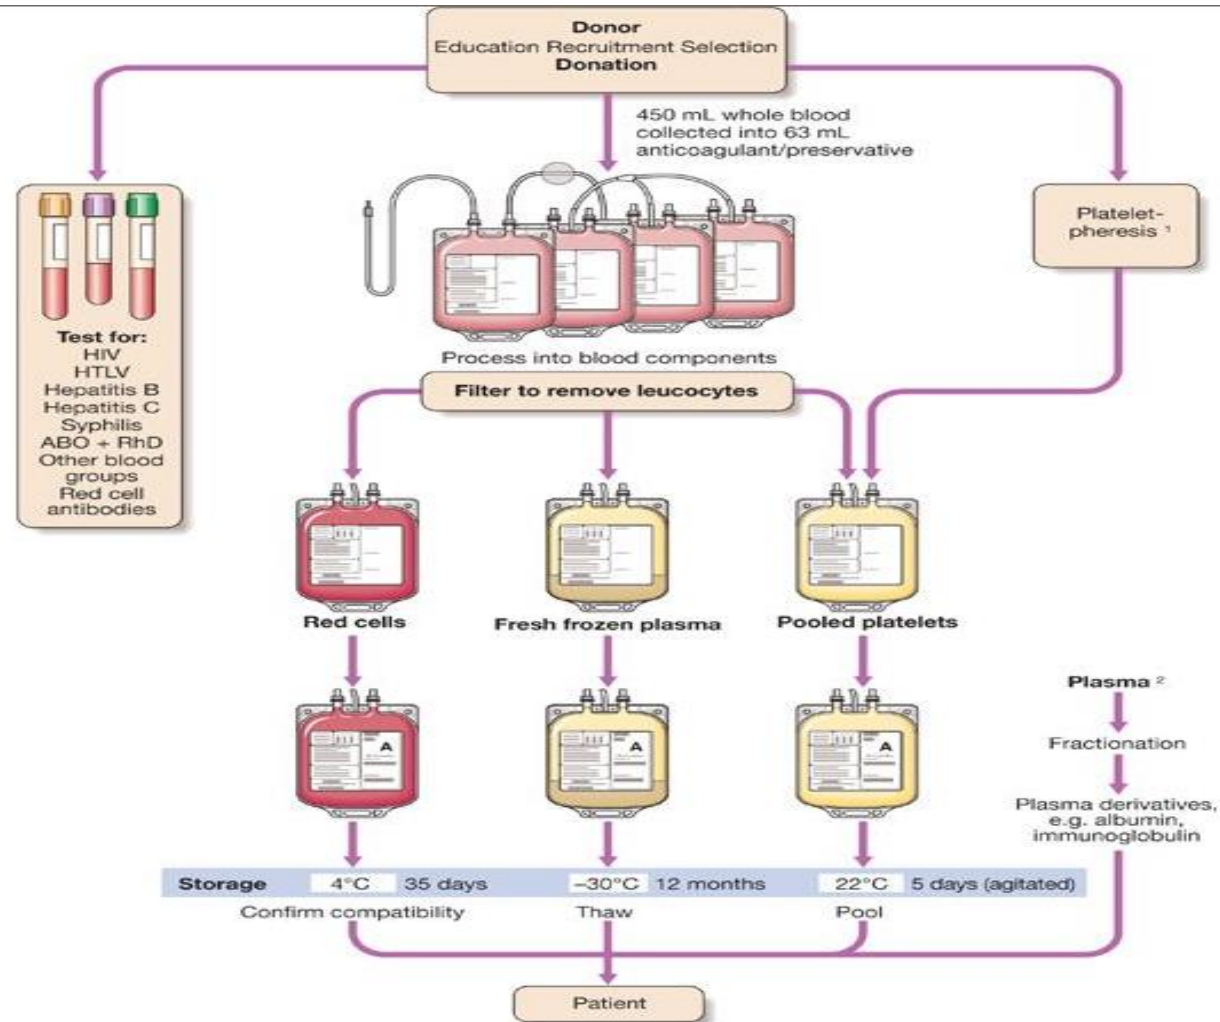 Donor
Education Recruitment Selection
Donation
450 mL whole blood
collected into 63 mL
anticoagulant/preservative
Platelet-
pheresis ¹
Test for:
HIV
HTLV
Hepatitis B
Hepatitis C
Syphilis
ABO + RhD
Other blood
groups
Red cell
antibodies
Process into blood components
Filter to remove leucocytes
Red cells
Fresh frozen plasma
Pooled platelets
A
A
A
Plasma ²
Fractionation
Plasma derivatives,
e.g. albumin,
immunoglobulin
Storage 4°C 35 days –30°C 12 months 22°C 5 days (agitated)
Confirm compatibility Thaw Pool
Patient